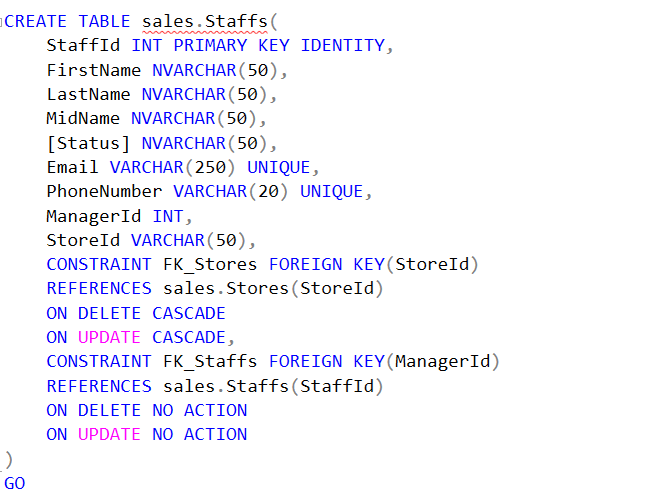 CREATE TABLE sales.Staffs(
StaffId INT PRIMARY KEY IDENTITY,
FirstName NVARCHAR(50),
LastName NVARCHAR(50),
MidName NVARCHAR(50),
[Status] NVARCHAR(50),
Email VARCHAR(250) UNIQUE,
PhoneNumber VARCHAR(20) UNIQUE,
ManagerId INT,
StoreId VARCHAR(50),
CONSTRAINT FK_Stores FOREIGN KEY(StoreId)
REFERENCES sales.Stores(StoreId)
ON DELETE CASCADE
ON UPDATE CASCADE,
CONSTRAINT FK_Staffs FOREIGN KEY(ManagerId)
REFERENCES sales.Staffs(StaffId)
ON DELETE NO ACTION
ON UPDATE NO ACTION
)
GO